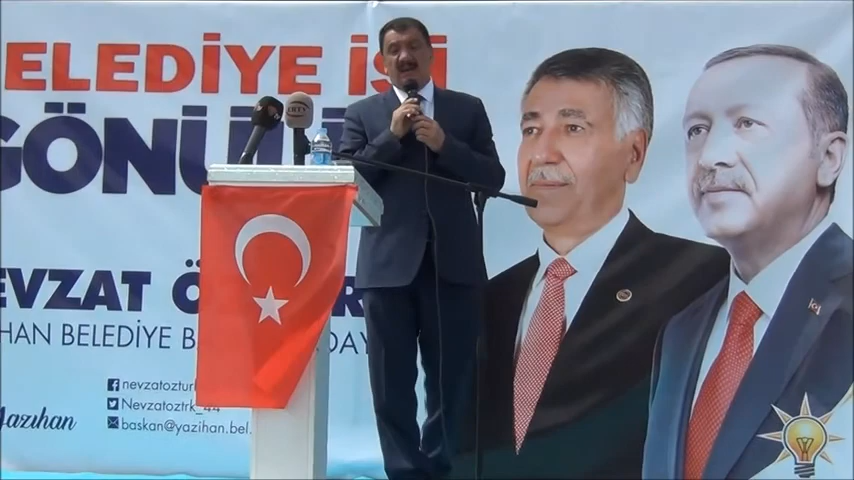 ELEDİYE İŞİ
GÖNÜL
EVZAT Ö
HAN BELEDİYE B DAY
nevzatozturk
Nevzatoztrk_44
baskan@yazihan.bel.
Yazıhan